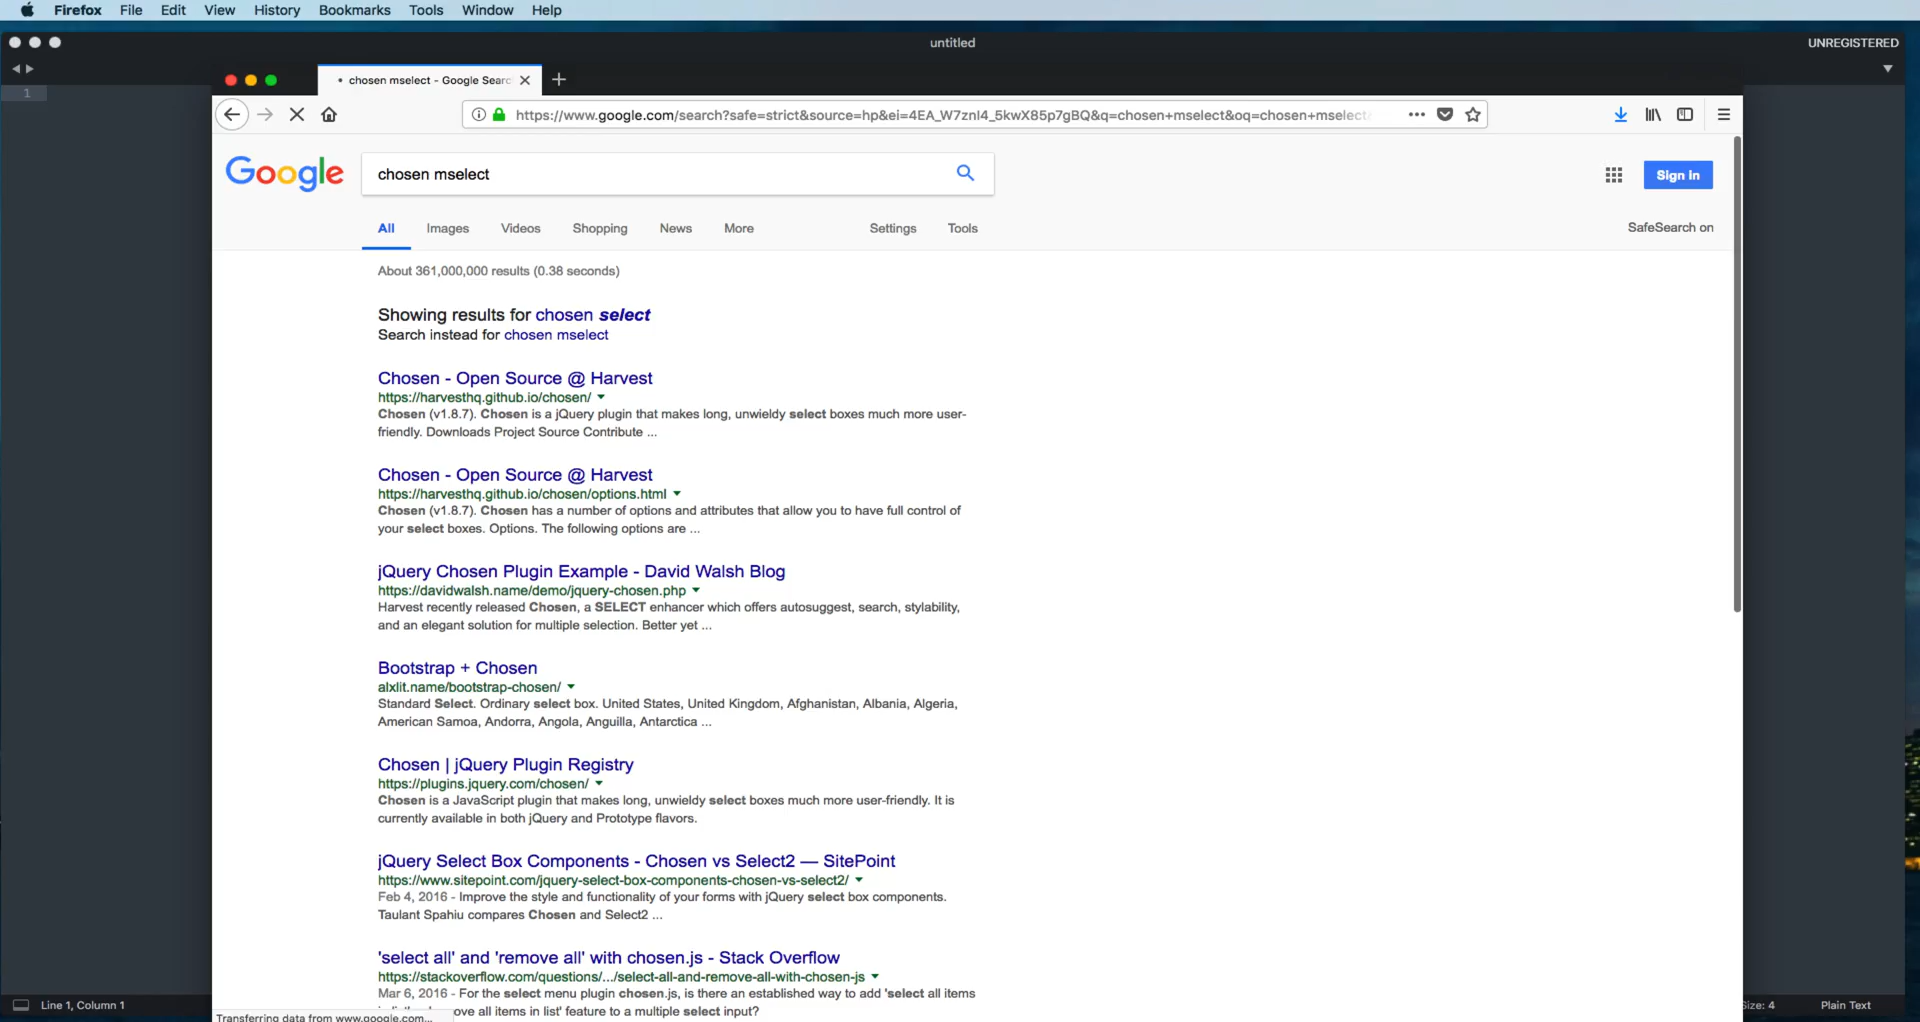 Firefox File Edit View History Bookmarks Tools Window Help
untitled
UNREGISTERED
1
chosen mselect - Google Searc
https://www.google.com/search?safe=strict&source=hp&ei=4EA_W7znI4_5kwX85p7gBQ&q=chosen+mselect&oq=chosen+mselect
Google
chosen mselect
Sign in
All Images Videos Shopping News More Settings Tools
SafeSearch on
About 361,000,000 results (0.38 seconds)
Showing results for chosen select
Search instead for chosen mselect
Chosen - Open Source @ Harvest
https://harvesthq.github.io/chosen/
Chosen (v1.8.7). Chosen is a jQuery plugin that makes long, unwieldy select boxes much more user-
friendly. Downloads Project Source Contribute ...
Chosen - Open Source @ Harvest
https://harvesthq.github.io/chosen/options.html
Chosen (v1.8.7). Chosen has a number of options and attributes that allow you to have full control of
your select boxes. Options. The following options are ...
jQuery Chosen Plugin Example - David Walsh Blog
https://davidwalsh.name/demo/jquery-chosen.php
Harvest recently released Chosen, a SELECT enhancer which offers autosuggest, search, stylability,
and an elegant solution for multiple selection. Better yet ...
Bootstrap + Chosen
alxlit.name/bootstrap-chosen/
Standard Select. Ordinary select box. United States, United Kingdom, Afghanistan, Albania, Algeria,
American Samoa, Andorra, Angola, Anguilla, Antarctica ...
Chosen | jQuery Plugin Registry
https://plugins.jquery.com/chosen/
Chosen is a JavaScript plugin that makes long, unwieldy select boxes much more user-friendly. It is
currently available in both jQuery and Prototype flavors.
jQuery Select Box Components - Chosen vs Select2 — SitePoint
https://www.sitepoint.com/jquery-select-box-components-chosen-vs-select2/
Feb 4, 2016 - Improve the style and functionality of your forms with jQuery select box components.
Taulant Spahiu compares Chosen and Select2 ...
'select all' and 'remove all' with chosen.js - Stack Overflow
https://stackoverflow.com/questions/.../select-all-and-remove-all-with-chosen-js
Mar 6, 2016 - For the select menu plugin chosen.js, is there an established way to add 'select all items
ove all items in list' feature to a multiple select input?
Transferring data from www.google.com...
Line 1, Column 1
Size: 4
Plain Text